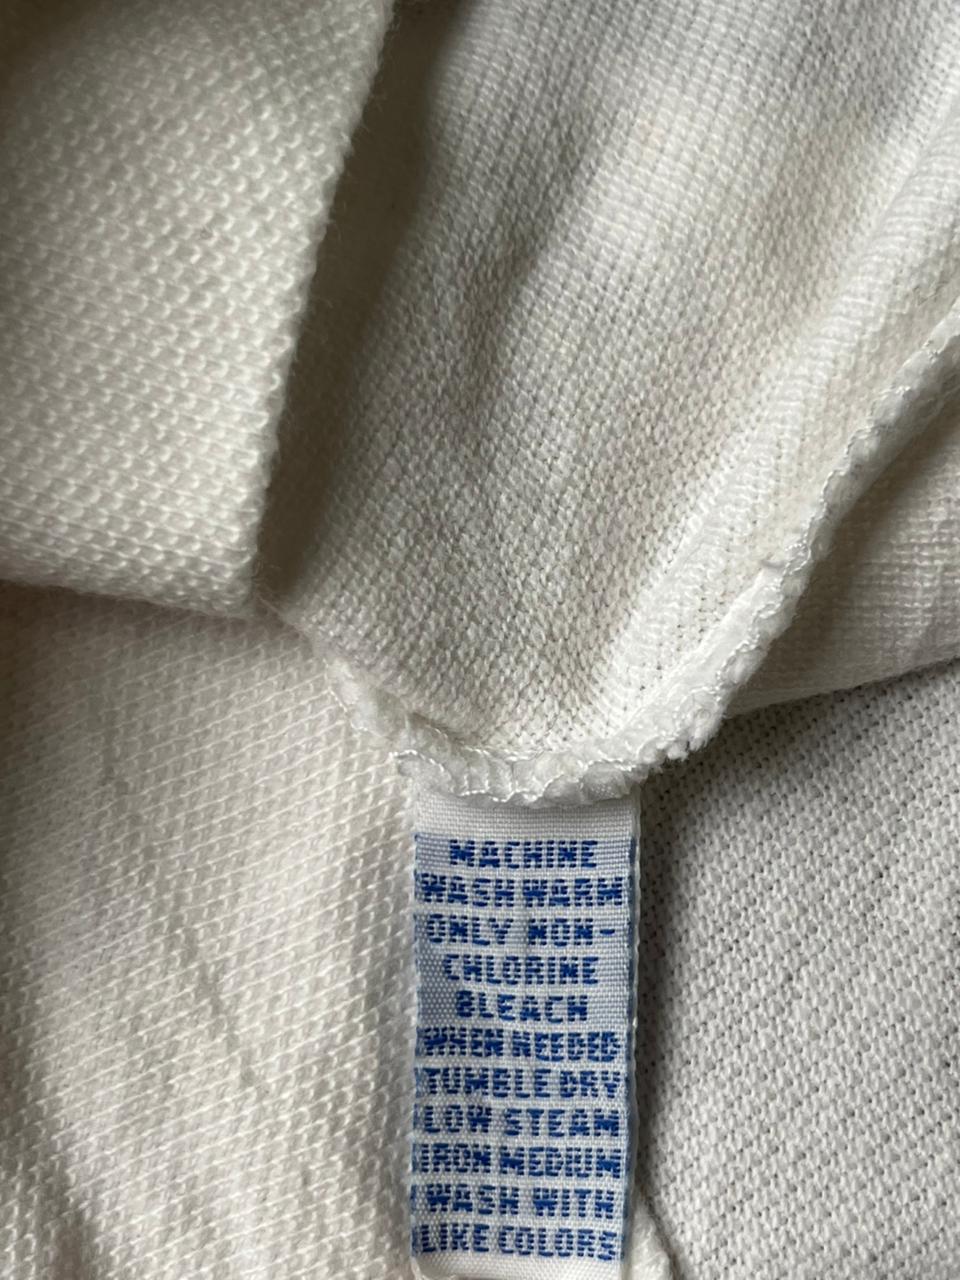 MACHINE
WASH WARM
ONLY NON-
CHLORINE
BLEACH
WHEN NEEDED
TUMBLE DRY
LOW STEAM
IRON MEDIUM
WASH WITH
LIKE COLORS